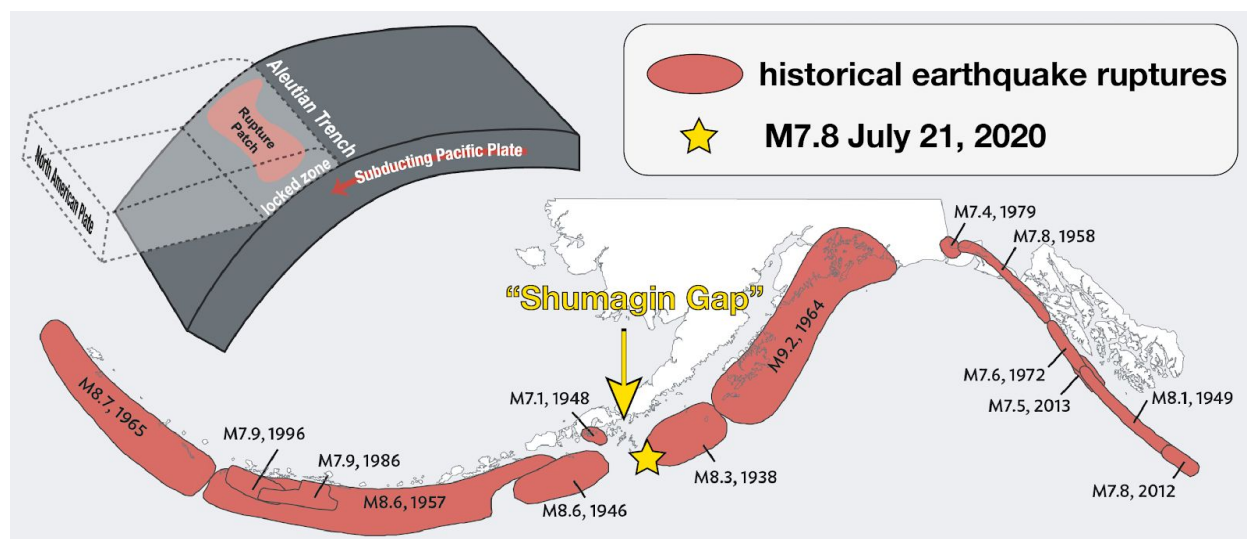 Aleutian Trench
Rupture
Patch
North American Plate
locked zone
Subducting Pacific Plate
historical earthquake ruptures
M7.8 July 21, 2020
“Shumagin Gap”
M8.7, 1965
M7.9, 1996
M7.9, 1986
M8.6, 1957
M7.1, 1948
M8.6, 1946
M8.3, 1938
M9.2, 1964
M7.4, 1979
M7.8, 1958
M7.6, 1972
M7.5, 2013
M8.1, 1949
M7.8, 2012